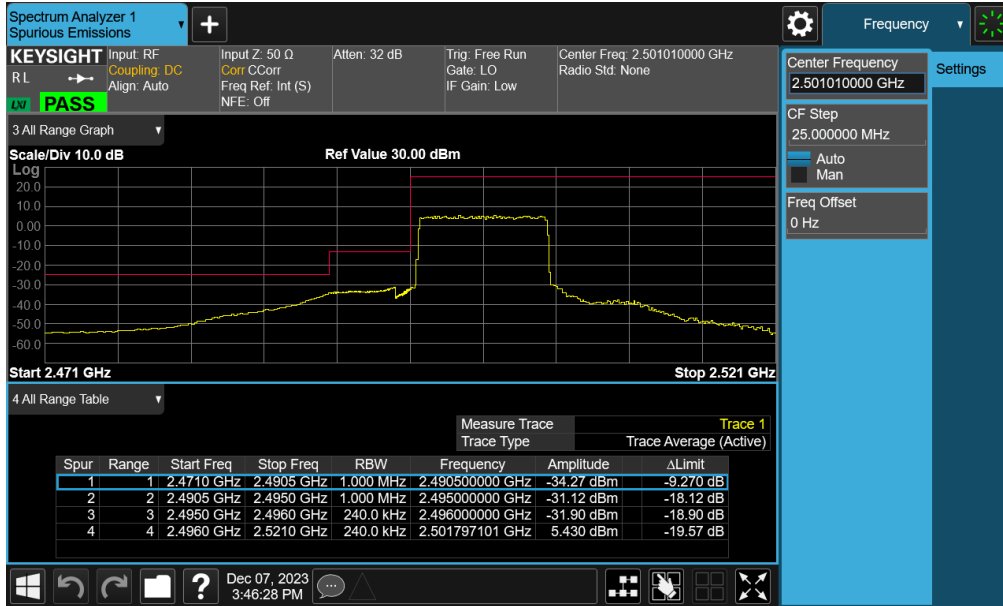 Spectrum Analyzer 1
Spurious Emissions
Frequency
KEYSIGHT
R L
LXI
PASS
Input: RF
Coupling: DC
Align: Auto
Input Z: 50 Ω
Corr CCorr
Freq Ref: Int (S)
NFE: Off
Atten: 32 dB
Trig: Free Run
Gate: LO
IF Gain: Low
Center Freq: 2.501010000 GHz
Radio Std: None
Center Frequency
2.501010000 GHz
Settings
CF Step
25.000000 MHz
Auto
Man
Freq Offset
0 Hz
3 All Range Graph
Scale/Div 10.0 dB
Ref Value 30.00 dBm
Log
20.0
10.0
0.00
-10.0
-20.0
-30.0
-40.0
-50.0
-60.0
Start 2.471 GHz
Stop 2.521 GHz
4 All Range Table
Measure Trace Trace 1
Trace Type Trace Average (Active)
Spur Range Start Freq Stop Freq RBW Frequency Amplitude ΔLimit
1 1 2.4710 GHz 2.4905 GHz 1.000 MHz 2.490500000 GHz -34.27 dBm -9.270 dB
2 2 2.4905 GHz 2.4950 GHz 1.000 MHz 2.495000000 GHz -31.12 dBm -18.12 dB
3 3 2.4950 GHz 2.4960 GHz 240.0 kHz 2.496000000 GHz -31.90 dBm -18.90 dB
4 4 2.4960 GHz 2.5210 GHz 240.0 kHz 2.501797101 GHz 5.430 dBm -19.57 dB
?
Dec 07, 2023
3:46:28 PM